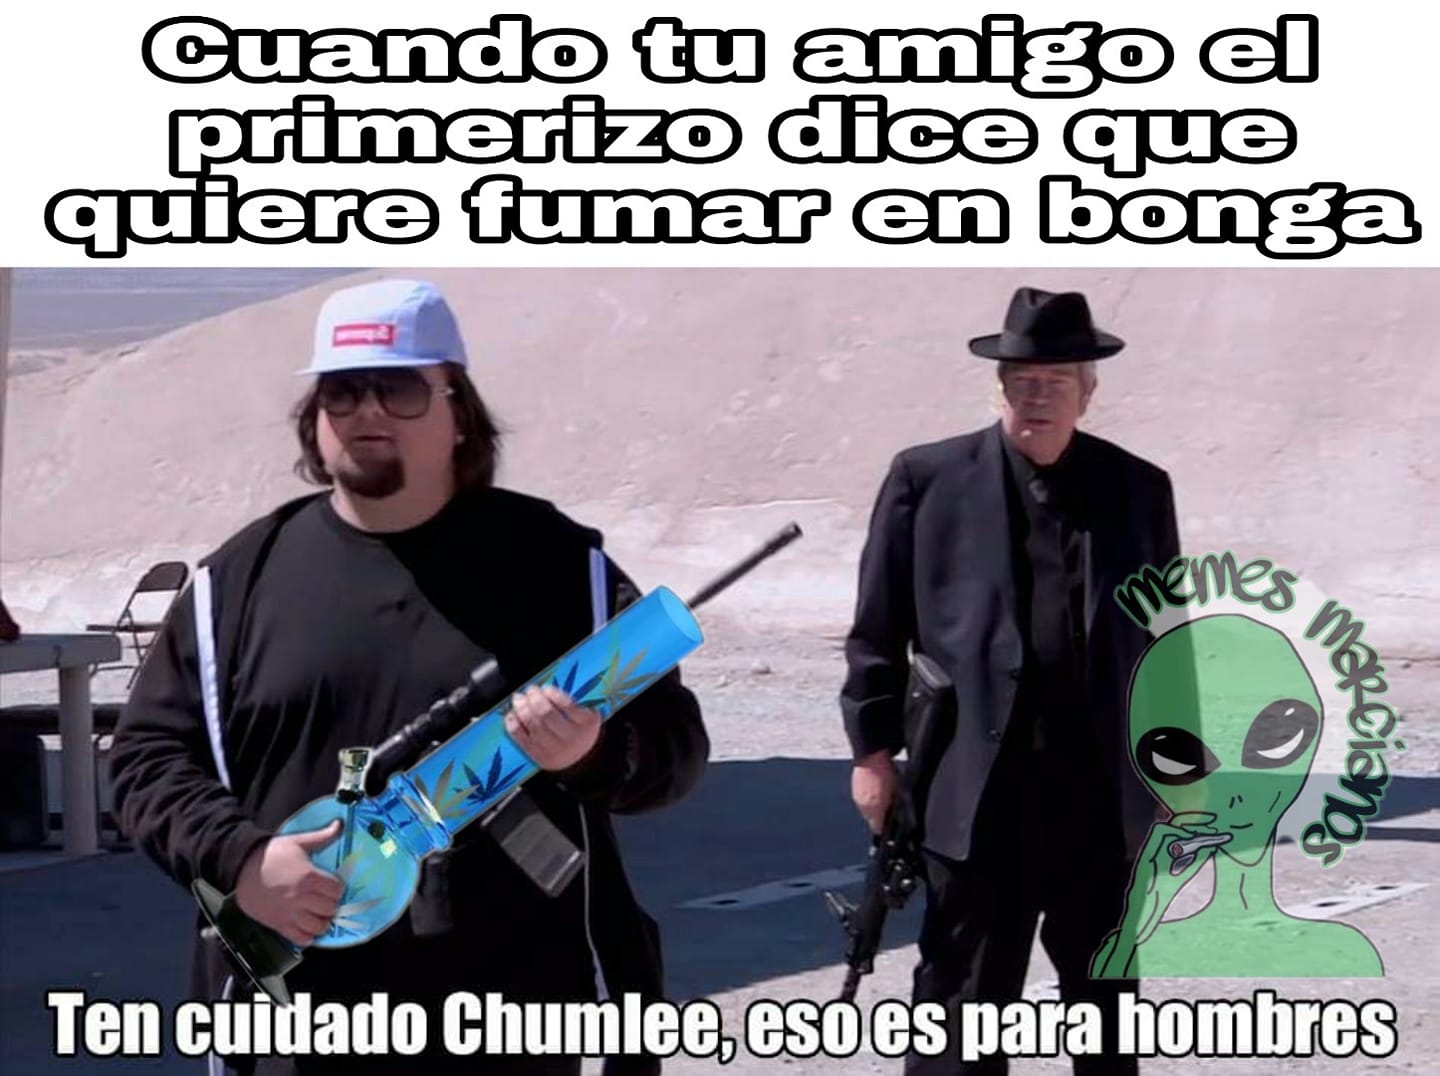 Cuando tu amigo el
primerizo dice que
quiere fumar en bonga
memes marcianos
Ten cuidado Chumlee, eso es para hombres